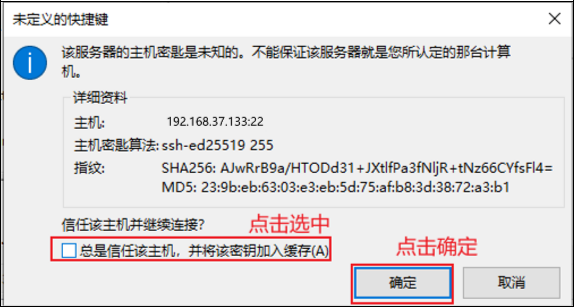 未定义的快捷键
该服务器的主机密匙是未知的。不能保证该服务器就是您所认定的那台计算
机。
详细资料
主机: 192.168.37.133:22
主机密匙算法: ssh-ed25519 255
指纹: SHA256: AJwRrB9a/HTODd31+JXtlfPa3fNljR+tNz66CYfsFl4=
MD5: 23:9b:eb:63:03:e3:eb:5d:75:af:b8:3d:38:72:a3:b1
信任该主机并继续连接?
点击选中
总是信任该主机，并将该密钥加入缓存(A)
点击确定
确定 取消